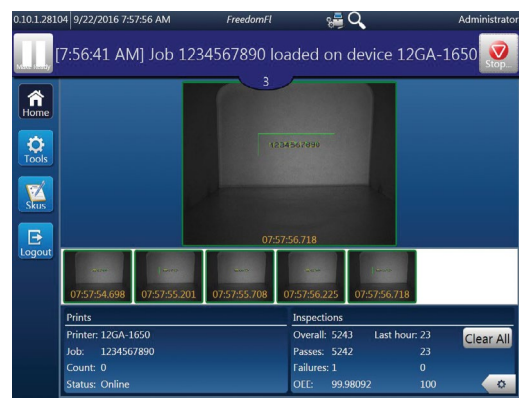 0.10.1.28104 9/22/2016 7:57:56 AM FreedomFl Administrator
[7:56:41 AM] Job 1234567890 loaded on device 12GA-1650
Make Ready
Stop...
3
Home
Tools
Skus
Logout
1234567890
07:57:56.718
07:57:54.698 07:57:55.201 07:57:55.708 07:57:56.225 07:57:56.718
Prints
Printer: 12GA-1650
Job: 1234567890
Count: 0
Status: Online
Inspections
Overall: 5243 Last hour: 23
Passes: 5242 23
Failures: 1 0
OEE: 99.98092 100
Clear All